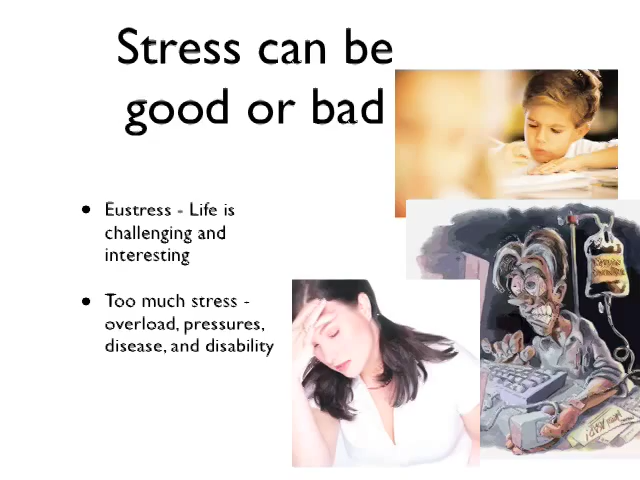 Stress can be
good or bad
• Eustress - Life is
challenging and
interesting
• Too much stress -
overload, pressures,
disease, and disability